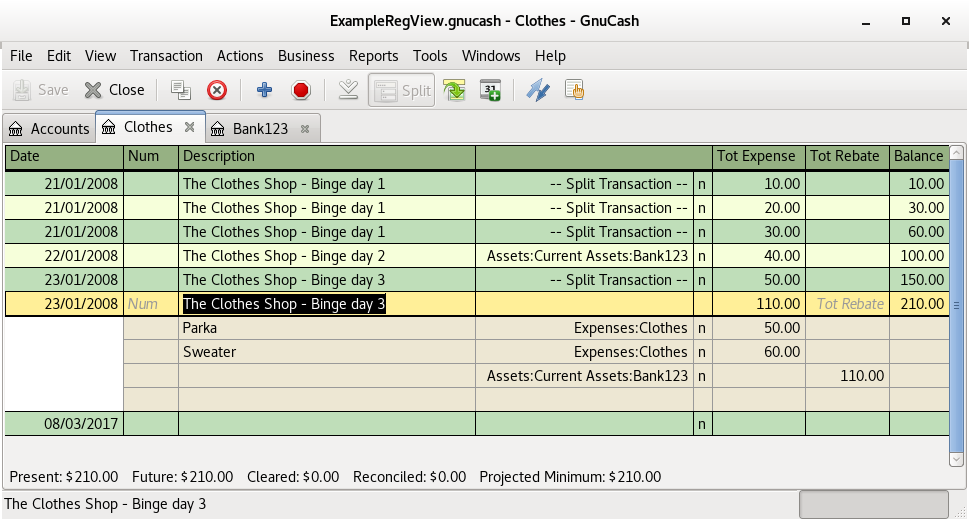 ExampleRegView.gnucash - Clothes - GnuCash
File Edit View Transaction Actions Business Reports Tools Windows Help
Save Close Split 31
Accounts Clothes Bank123
Date Num Description Tot Expense Tot Rebate Balance
21/01/2008 The Clothes Shop - Binge day 1 -- Split Transaction -- n 10.00 10.00
21/01/2008 The Clothes Shop - Binge day 1 -- Split Transaction -- n 20.00 30.00
21/01/2008 The Clothes Shop - Binge day 1 -- Split Transaction -- n 30.00 60.00
22/01/2008 The Clothes Shop - Binge day 2 Assets:Current Assets:Bank123 n 40.00 100.00
23/01/2008 The Clothes Shop - Binge day 3 -- Split Transaction -- n 50.00 150.00
23/01/2008 Num The Clothes Shop - Binge day 3 110.00 Tot Rebate 210.00
Parka Expenses:Clothes n 50.00
Sweater Expenses:Clothes n 60.00
Assets:Current Assets:Bank123 n 110.00
08/03/2017 n
Present: $210.00 Future: $210.00 Cleared: $0.00 Reconciled: $0.00 Projected Minimum: $210.00
The Clothes Shop - Binge day 3